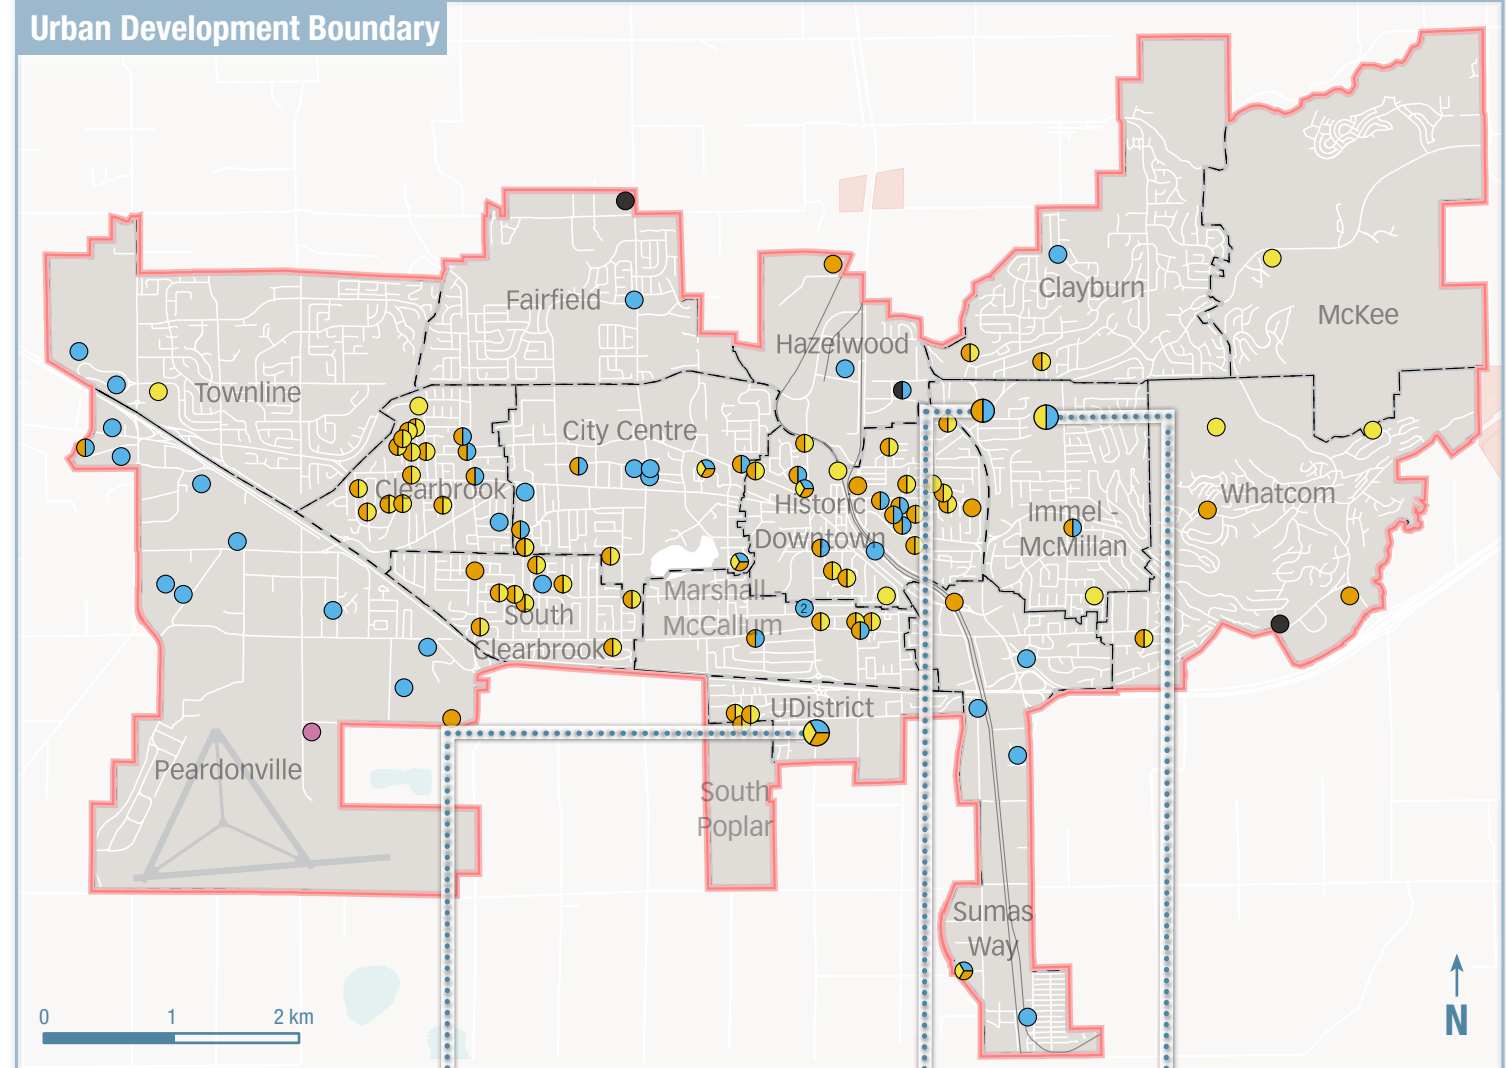 Urban Development Boundary
Fairfield
Clayburn
McKee
Hazelwood
Townline
City Centre
Clearbrook
Historic
Downtown
Immel -
McMillan
Whatcom
Marshall
McCallum
2
South
Clearbrook
UDistrict
Peardonville
South
Poplar
Sumas
Way
0 1 2 km
N